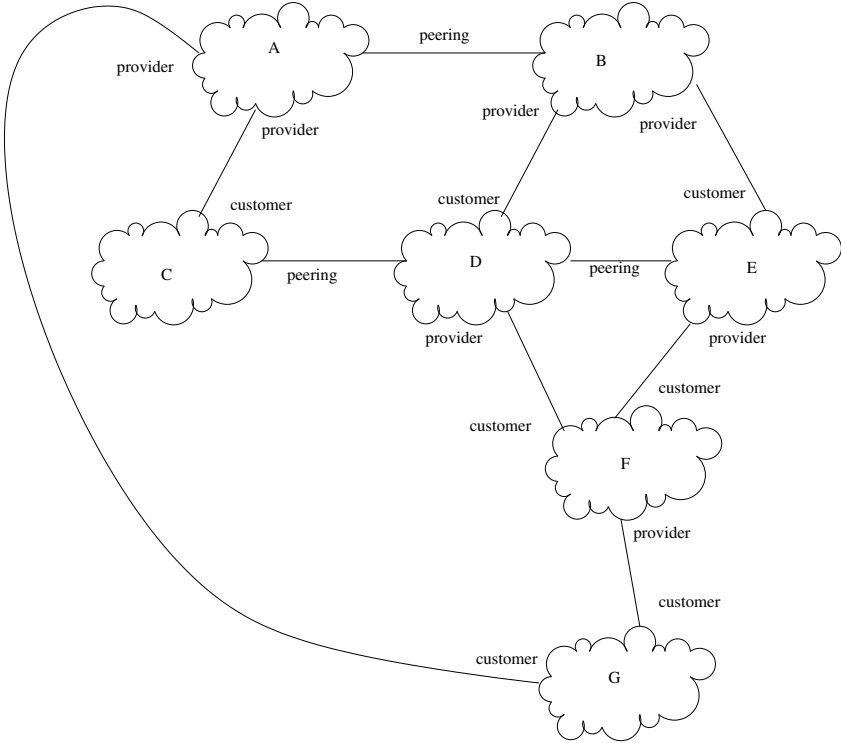 peering
A
B
provider
provider
provider
provider
customer
customer
customer
C
peering
D
peering
E
provider
provider
customer
customer
F
provider
customer
customer
G